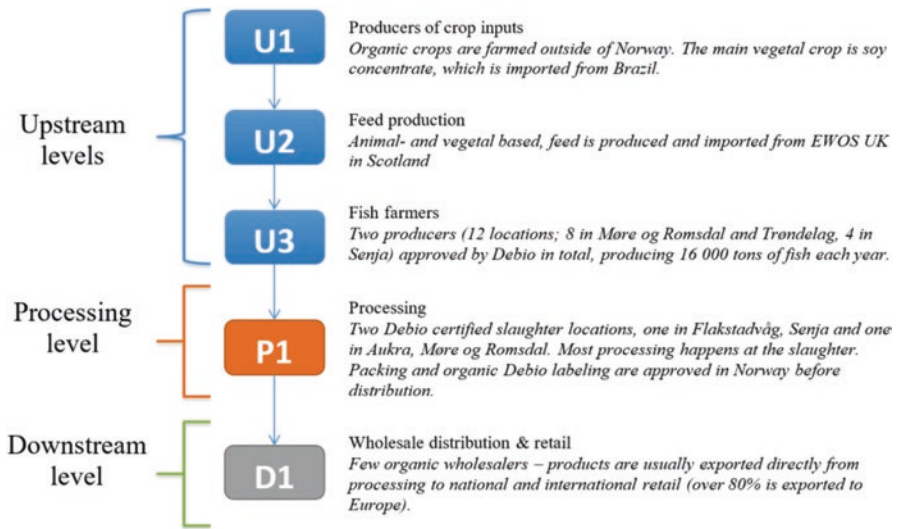 Upstream
levels
U1
Producers of crop inputs
Organic crops are farmed outside of Norway. The main vegetal crop is soy
concentrate, which is imported from Brazil.
U2
Feed production
Animal- and vegetal based, feed is produced and imported from EWOS UK
in Scotland
U3
Fish farmers
Two producers (12 locations; 8 in Møre og Romsdal and Trøndelag, 4 in
Senja) approved by Debio in total, producing 16 000 tons of fish each year.
Processing
level
P1
Processing
Two Debio certified slaughter locations, one in Flakstadvåg, Senja and one
in Aukra, Møre og Romsdal. Most processing happens at the slaughter.
Packing and organic Debio labeling are approved in Norway before
distribution.
Downstream
level
D1
Wholesale distribution & retail
Few organic wholesalers – products are usually exported directly from
processing to national and international retail (over 80% is exported to
Europe).